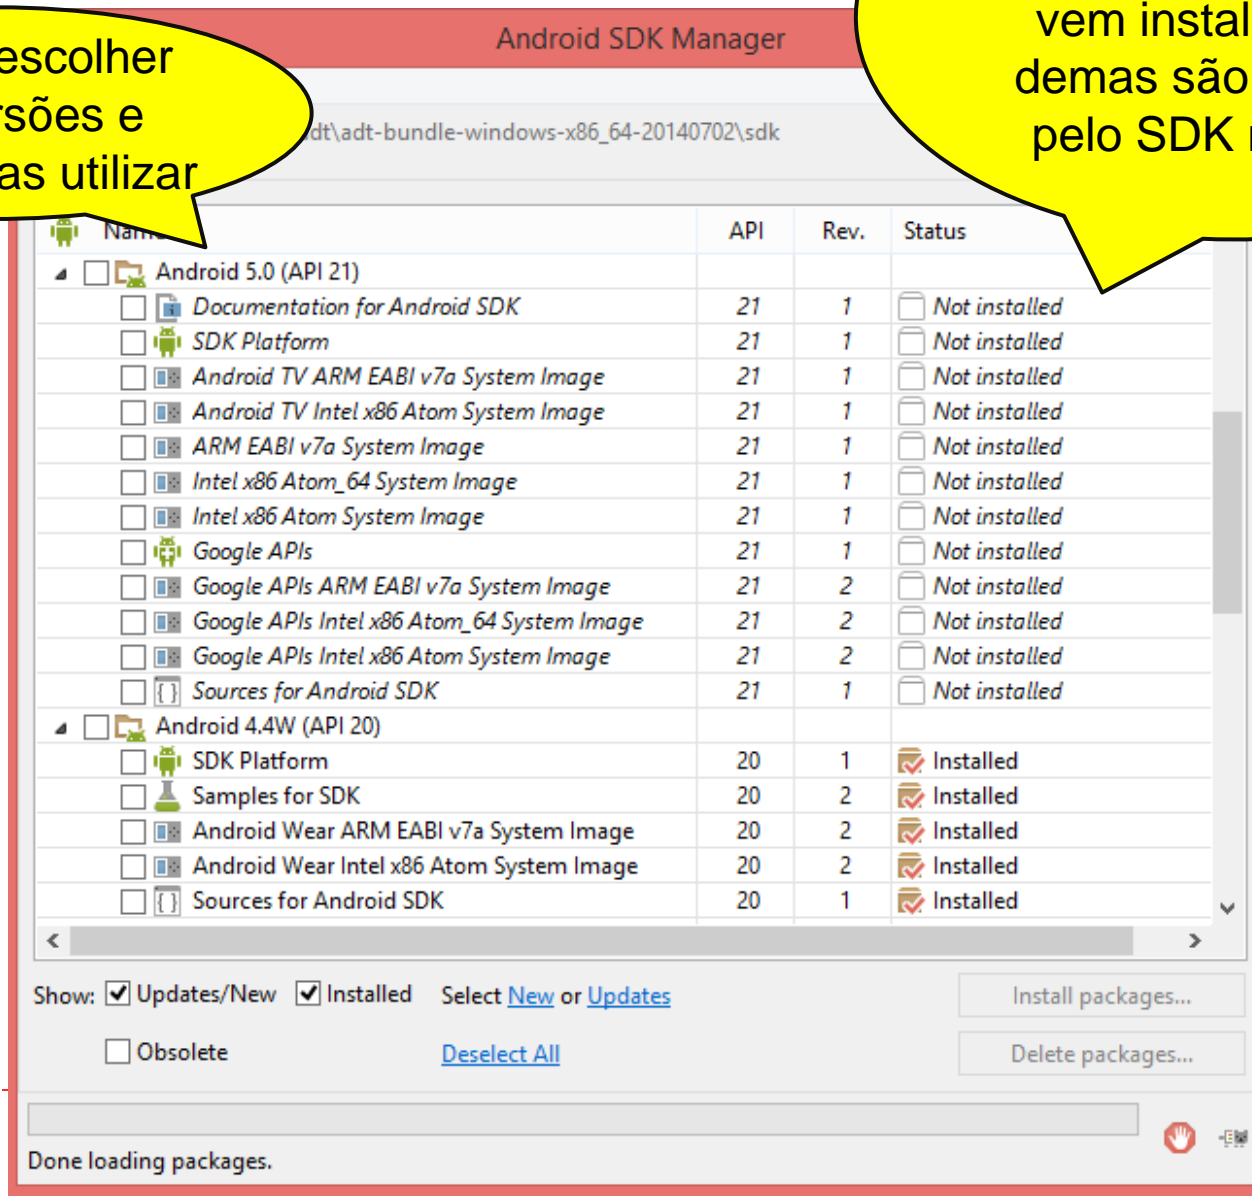 escolher
rsões e
as utilizar
vem instal
demas são
pelo SDK
Android SDK Manager
dt\adt-bundle-windows-x86_64-20140702\sdk
Name API Rev. Status
Android 5.0 (API 21)
Documentation for Android SDK 21 1 Not installed
SDK Platform 21 1 Not installed
Android TV ARM EABI v7a System Image 21 1 Not installed
Android TV Intel x86 Atom System Image 21 1 Not installed
ARM EABI v7a System Image 21 1 Not installed
Intel x86 Atom_64 System Image 21 1 Not installed
Intel x86 Atom System Image 21 1 Not installed
Google APIs 21 1 Not installed
Google APIs ARM EABI v7a System Image 21 2 Not installed
Google APIs Intel x86 Atom_64 System Image 21 2 Not installed
Google APIs Intel x86 Atom System Image 21 2 Not installed
Sources for Android SDK 21 1 Not installed
Android 4.4W (API 20)
SDK Platform 20 1 Installed
Samples for SDK 20 2 Installed
Android Wear ARM EABI v7a System Image 20 2 Installed
Android Wear Intel x86 Atom System Image 20 2 Installed
Sources for Android SDK 20 1 Installed
Show: Updates/New Installed Select New or Updates Install packages...
Obsolete Deselect All Delete packages...
Done loading packages.